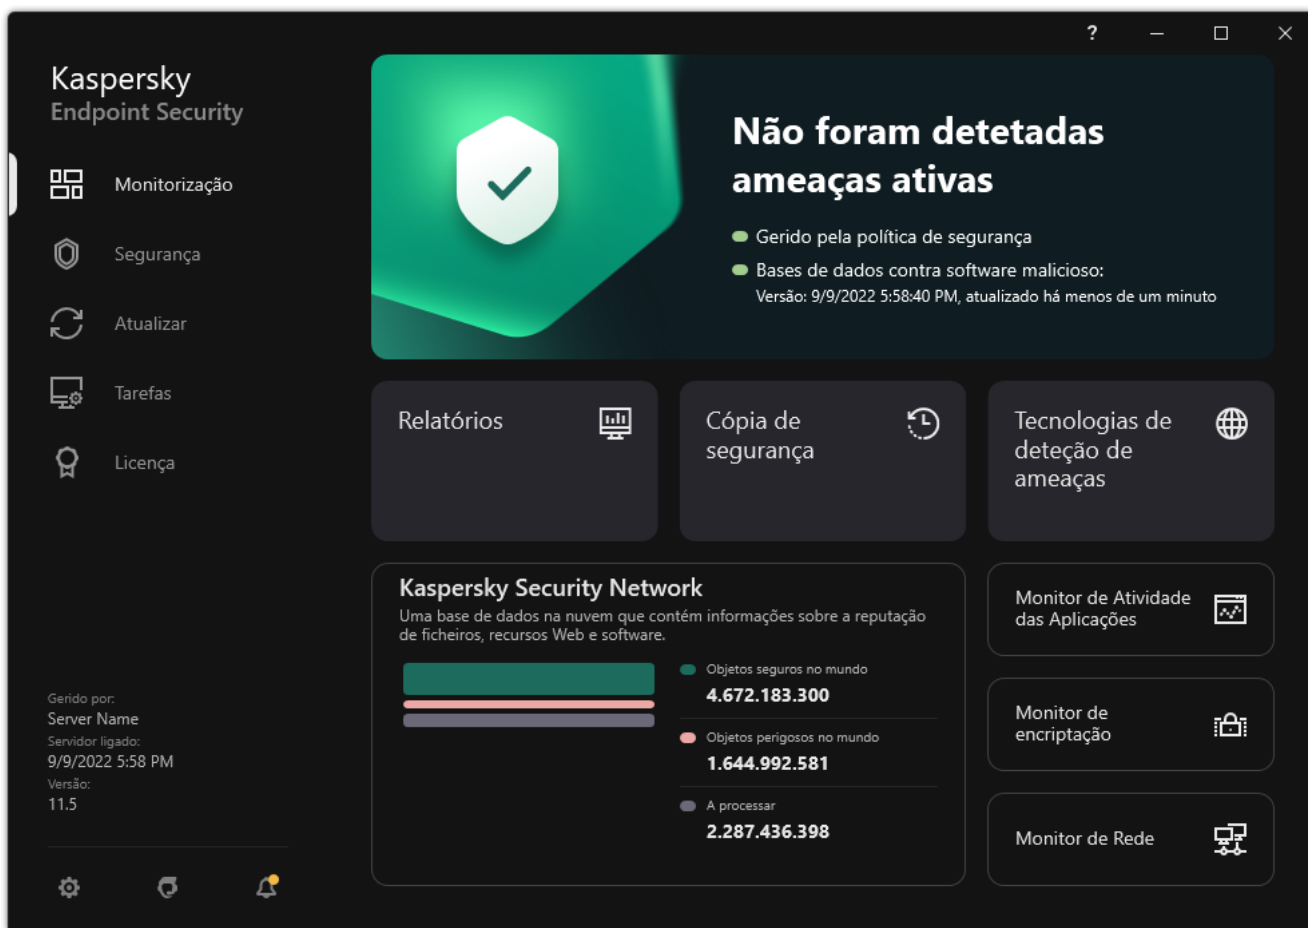 ?
Kaspersky
Endpoint Security
Monitorização
Segurança
Atualizar
Tarefas
Licença
Gerido por:
Server Name
Servidor ligado:
9/9/2022 5:58 PM
Versão:
11.5
Não foram detetadas
ameaças ativas
Gerido pela política de segurança
Bases de dados contra software malicioso:
Versão: 9/9/2022 5:58:40 PM, atualizado há menos de um minuto
Relatórios
Cópia de
segurança
Tecnologias de
deteção de
ameaças
Kaspersky Security Network
Uma base de dados na nuvem que contém informações sobre a reputação
de ficheiros, recursos Web e software.
Objetos seguros no mundo
4.672.183.300
Objetos perigosos no mundo
1.644.992.581
A processar
2.287.436.398
Monitor de Atividade
das Aplicações
Monitor de
encriptação
Monitor de Rede